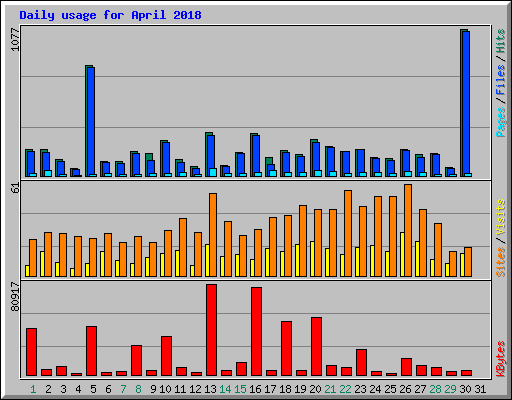 Daily usage for April 2018
1077
Pages / Files / Hits
61
Sites / Visits
80917
KBytes
1 2 3 4 5 6 7 8 9 10 11 12 13 14 15 16 17 18 19 20 21 22 23 24 25 26 27 28 29 30 31